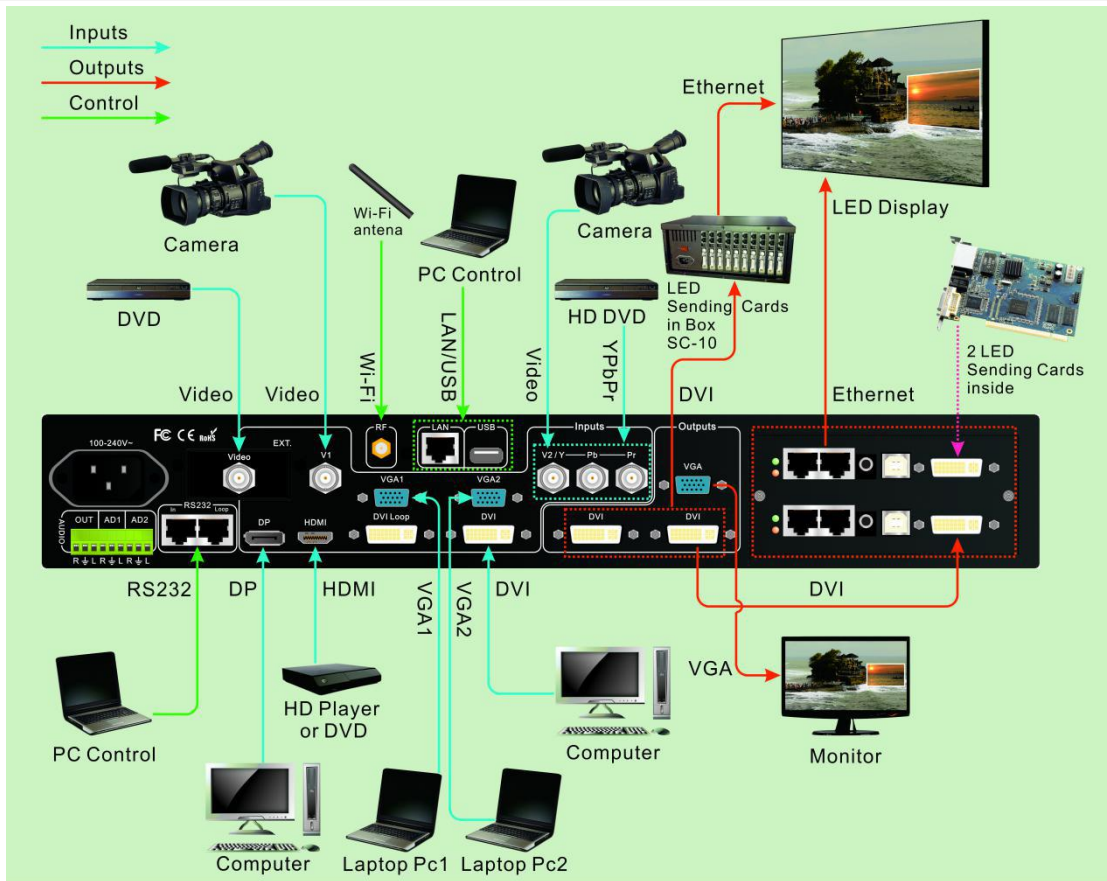 Inputs
Outputs
Control
Camera
DVD
Wi-Fi
antena
PC Control
Camera
HD DVD
Ethernet
LED Display
LED
Sending Cards
in Box
SC-10
2 LED
Sending Cards
inside
Video
Video
Wi-Fi
LAN/USB
Video
YPbPr
DVI
Ethernet
100-240V~
FC CE RoHS
EXT.
Video
V1
RF
LAN
USB
Inputs
V2 / Y
Pb
Pr
Outputs
VGA
VGA1
VGA2
AUDIO
OUT
AD1
AD2
R L R L R L
RS232
In
Loop
DP
HDMI
DVI Loop
DVI
DVI
DVI
RS232
DP
HDMI
VGA1
VGA2
DVI
DVI
VGA
PC Control
HD Player
or DVD
Computer
Monitor
Computer
Laptop Pc1
Laptop Pc2